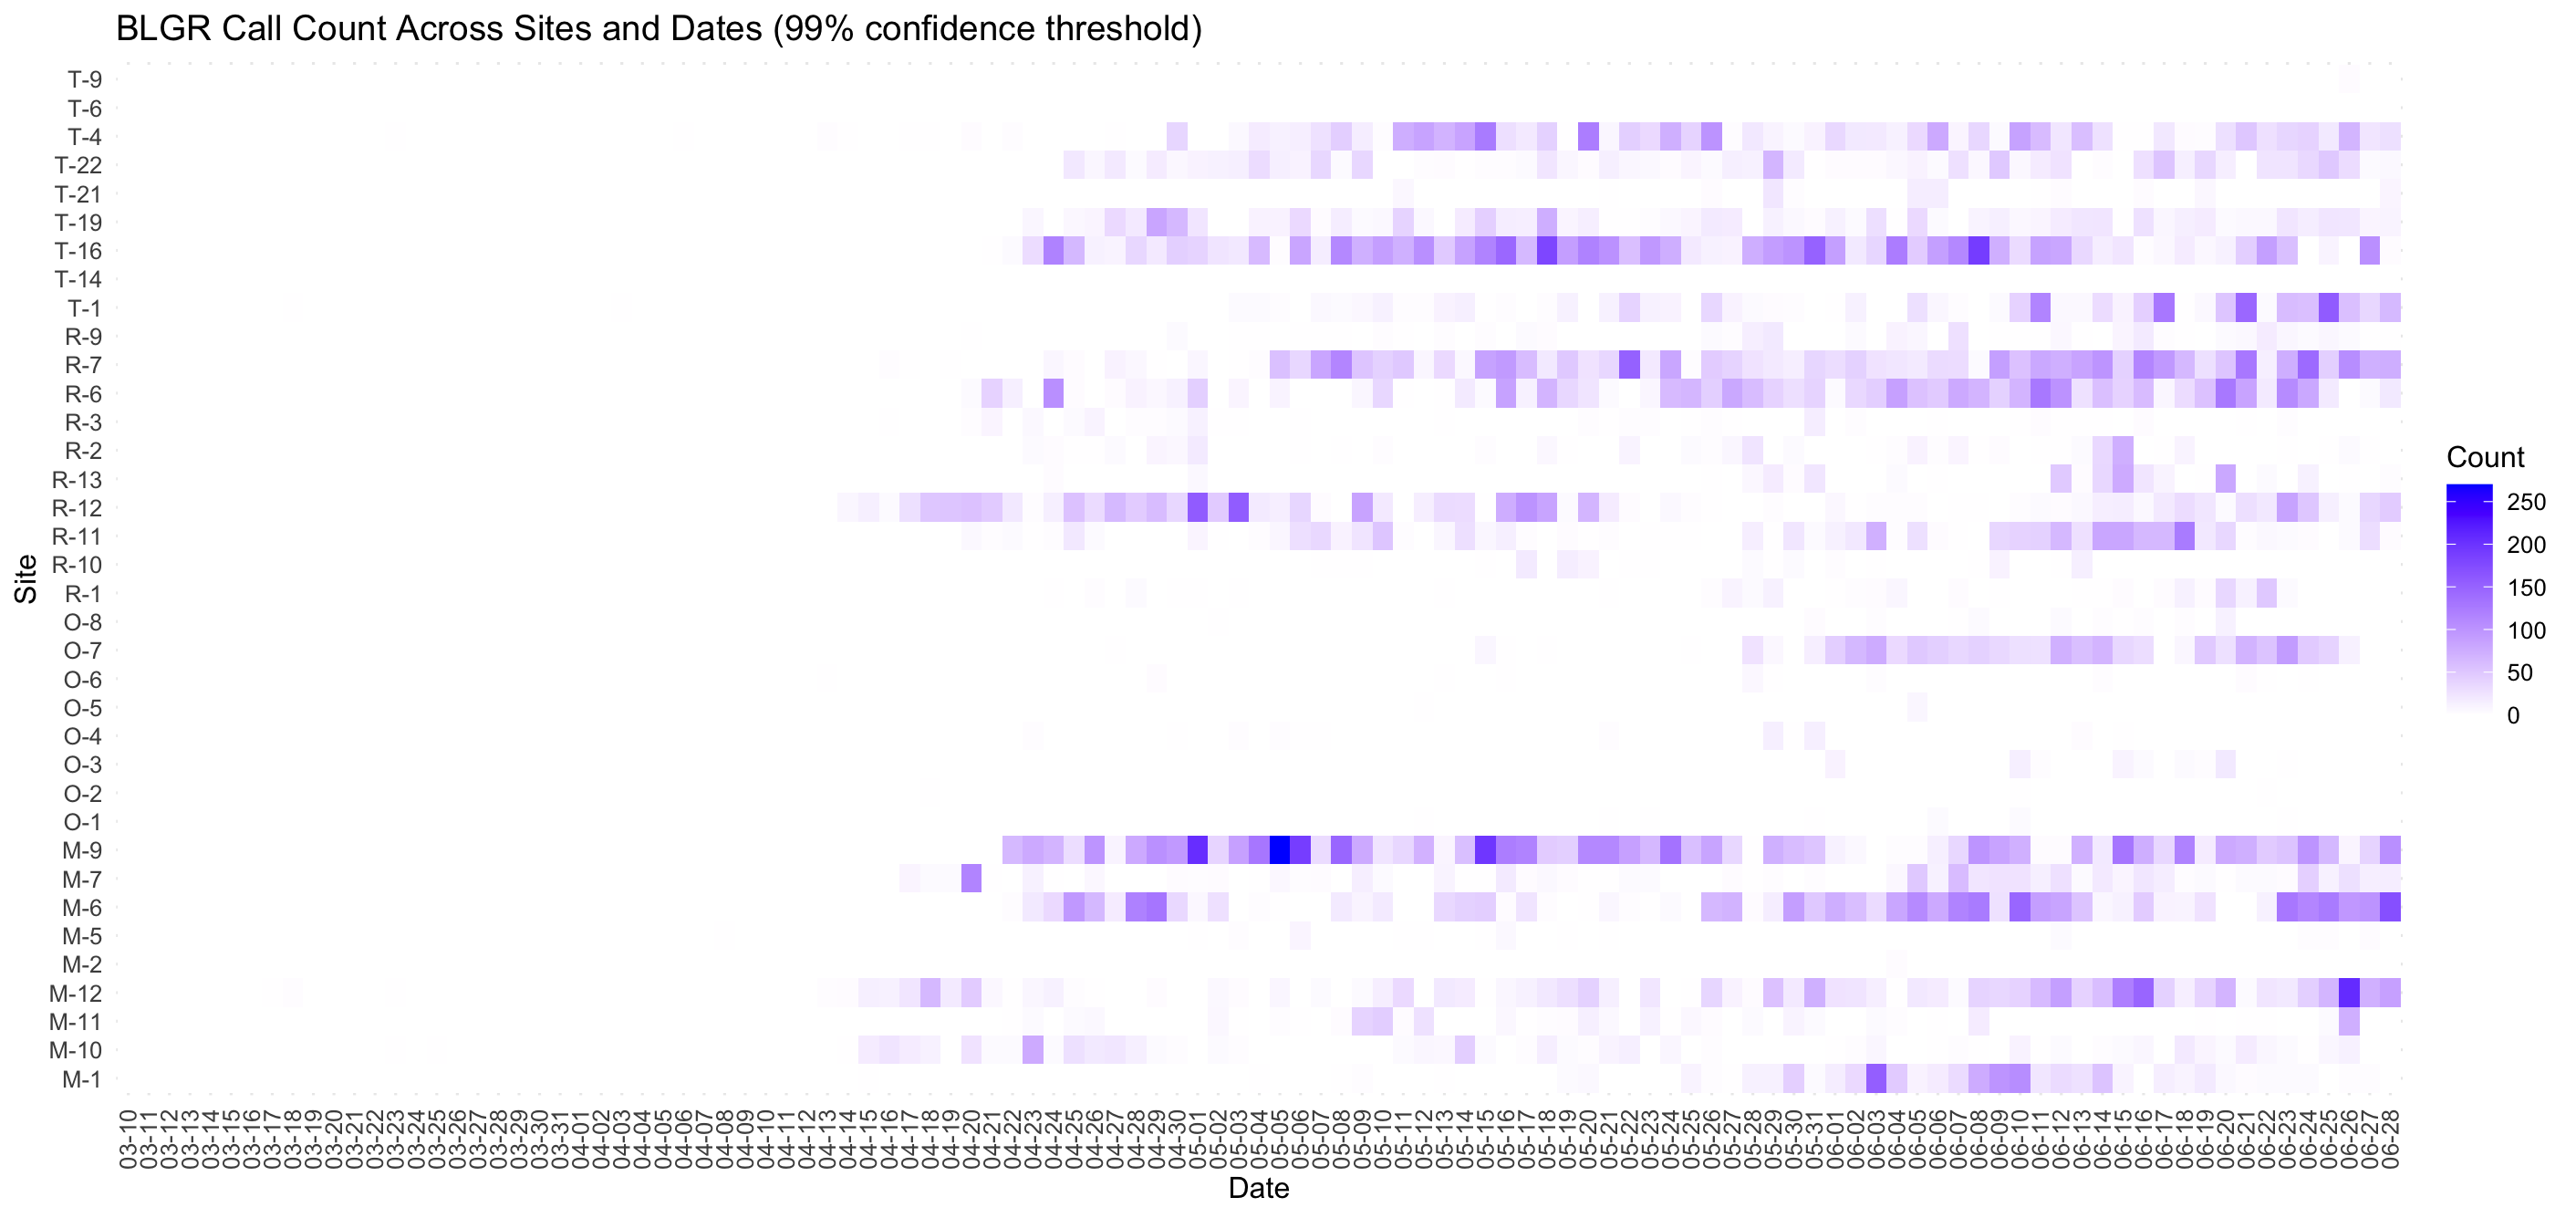 BLGR Call Count Across Sites and Dates (99% confidence threshold)
Site
T-9
T-6
T-4
T-22
T-21
T-19
T-16
T-14
T-1
R-9
R-7
R-6
R-3
R-2
R-13
R-12
R-11
R-10
R-1
O-8
O-7
O-6
O-5
O-4
O-3
O-2
O-1
M-9
M-7
M-6
M-5
M-2
M-12
M-11
M-10
M-1
03-10
03-11
03-12
03-13
03-14
03-15
03-16
03-17
03-18
03-19
03-20
03-21
03-22
03-23
03-24
03-25
03-26
03-27
03-28
03-29
03-30
03-31
04-01
04-02
04-03
04-04
04-05
04-06
04-07
04-08
04-09
04-10
04-11
04-12
04-13
04-14
04-15
04-16
04-17
04-18
04-19
04-20
04-21
04-22
04-23
04-24
04-25
04-26
04-27
04-28
04-29
04-30
05-01
05-02
05-03
05-04
05-05
05-06
05-07
05-08
05-09
05-10
05-11
05-12
05-13
05-14
05-15
05-16
05-17
05-18
05-19
05-20
05-21
05-22
05-23
05-24
05-25
05-26
05-27
05-28
05-29
05-30
05-31
06-01
06-02
06-03
06-04
06-05
06-06
06-07
06-08
06-09
06-10
06-11
06-12
06-13
06-14
06-15
06-16
06-17
06-18
06-19
06-20
06-21
06-22
06-23
06-24
06-25
06-26
06-27
06-28
Date
Count
250
200
150
100
50
0